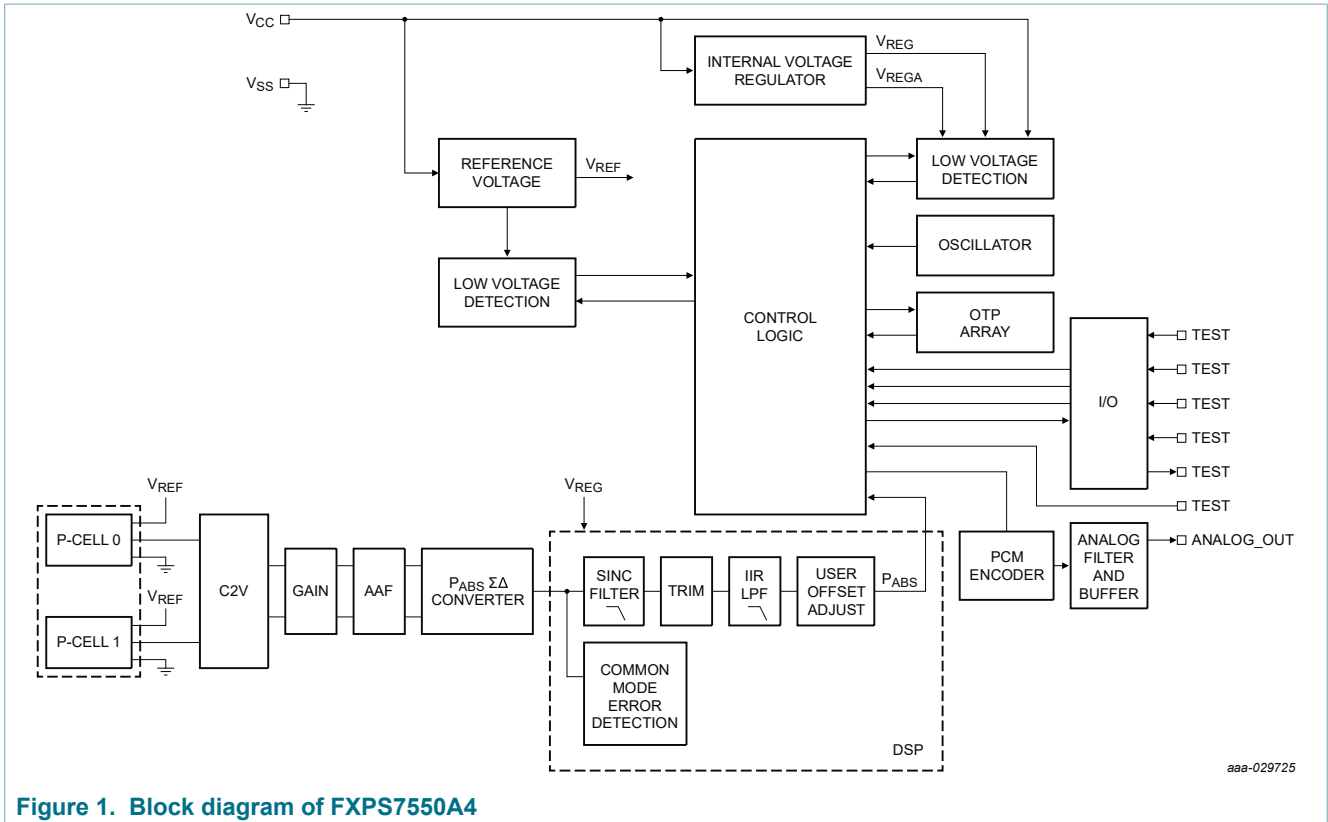 VCC
VSS
INTERNAL VOLTAGE
REGULATOR
VREG
VREGA
REFERENCE
VOLTAGE
VREF
LOW VOLTAGE
DETECTION
LOW VOLTAGE
DETECTION
OSCILLATOR
OTP
ARRAY
CONTROL
LOGIC
I/O
TEST
TEST
TEST
TEST
TEST
TEST
VREF
P-CELL 0
VREF
P-CELL 1
C2V
GAIN
AAF
PABS ΣΔ
CONVERTER
VREG
SINC
FILTER
TRIM
IIR
LPF
USER
OFFSET
ADJUST
PABS
COMMON
MODE
ERROR
DETECTION
DSP
PCM
ENCODER
ANALOG
FILTER
AND
BUFFER
ANALOG_OUT
aaa-029725
Figure 1. Block diagram of FXPS7550A4